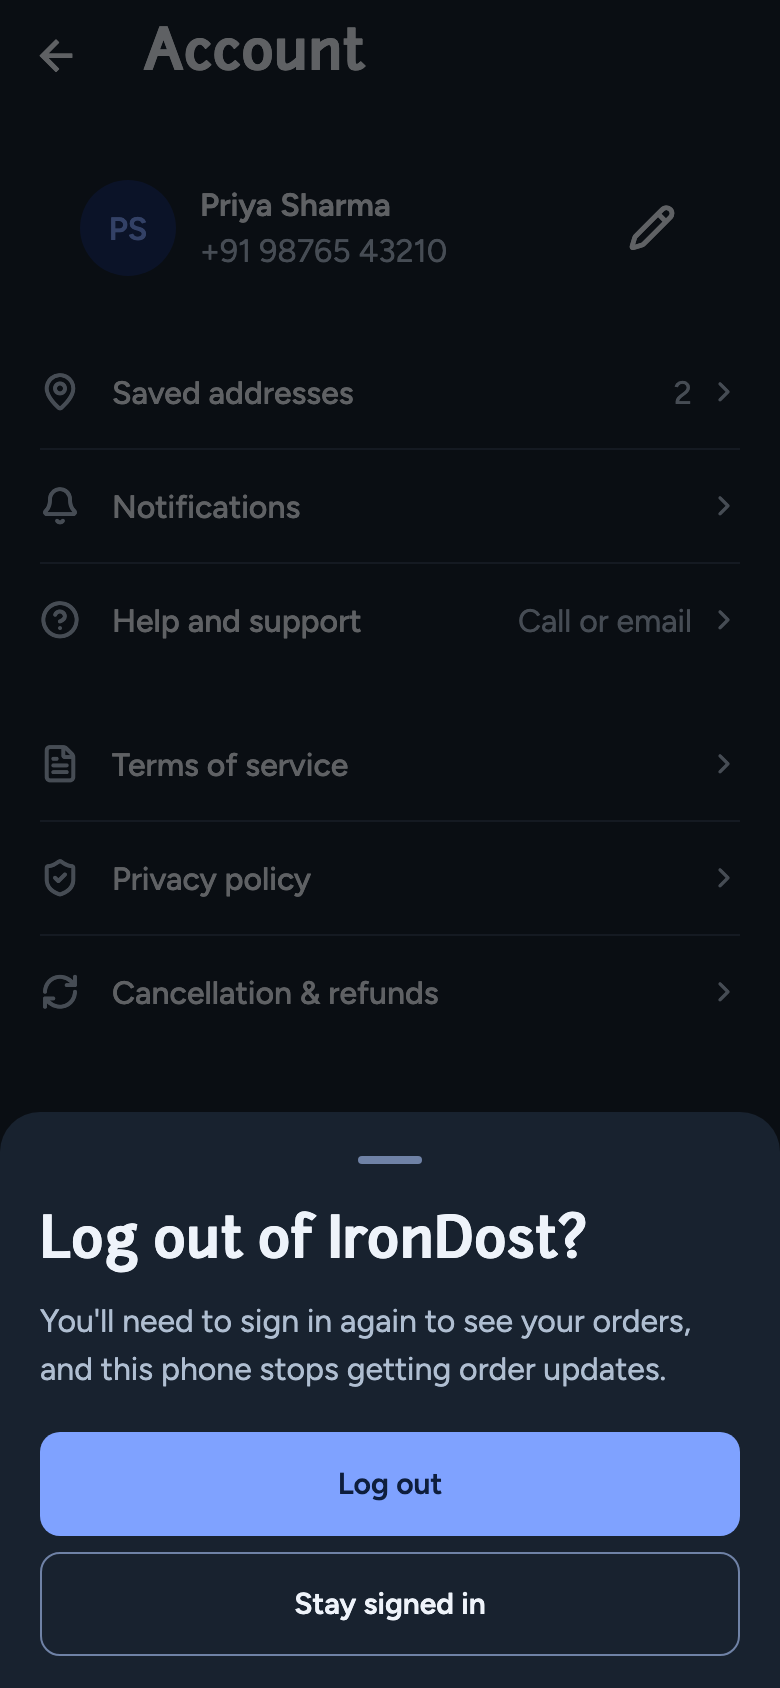 Account
PS
Priya Sharma
+91 98765 43210
Saved addresses 2
Notifications
Help and support Call or email
Terms of service
Privacy policy
Cancellation & refunds
Log out of IronDost?
You'll need to sign in again to see your orders,
and this phone stops getting order updates.
Log out
Stay signed in